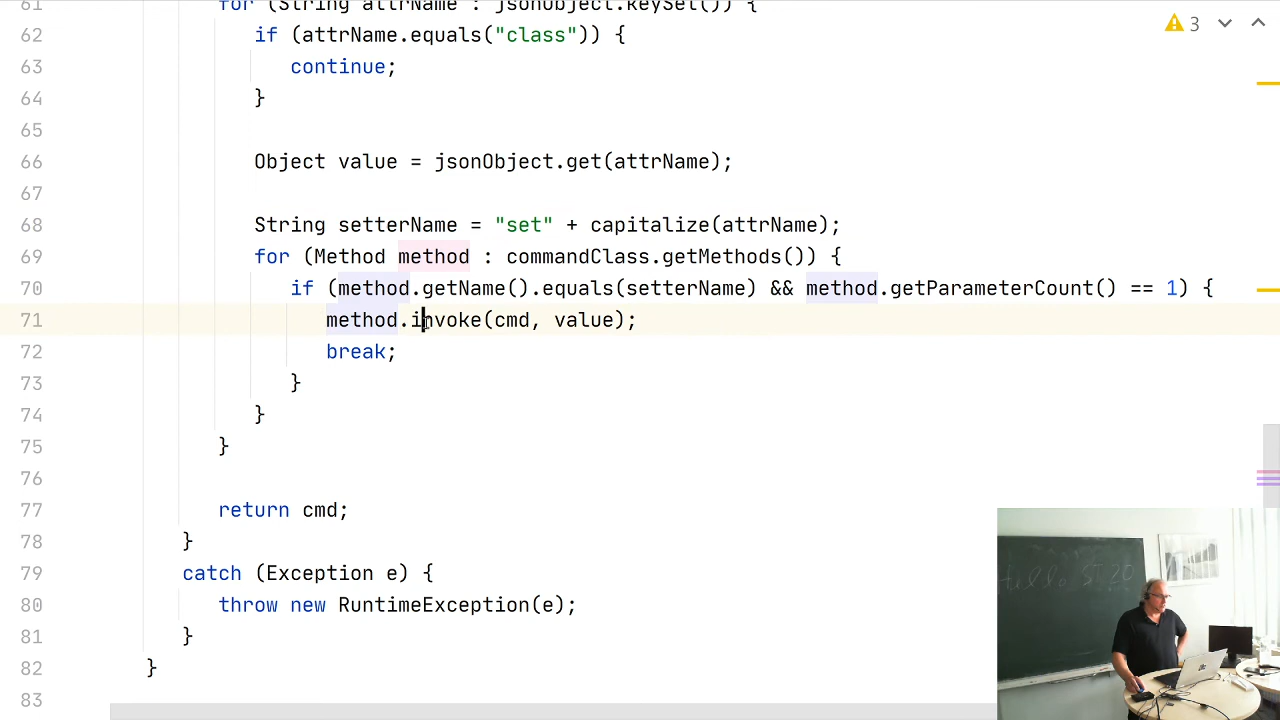 61 for (String attrName : jsonObject.keySet()) {
62 if (attrName.equals("class")) {
63 continue;
64 }
65
66 Object value = jsonObject.get(attrName);
67
68 String setterName = "set" + capitalize(attrName);
69 for (Method method : commandClass.getMethods()) {
70 if (method.getName().equals(setterName) && method.getParameterCount() == 1) {
71 method.invoke(cmd, value);
72 break;
73 }
74 }
75 }
76
77 return cmd;
78 }
79 catch (Exception e) {
80 throw new RuntimeException(e);
81 }
82 }
83
3
Hello